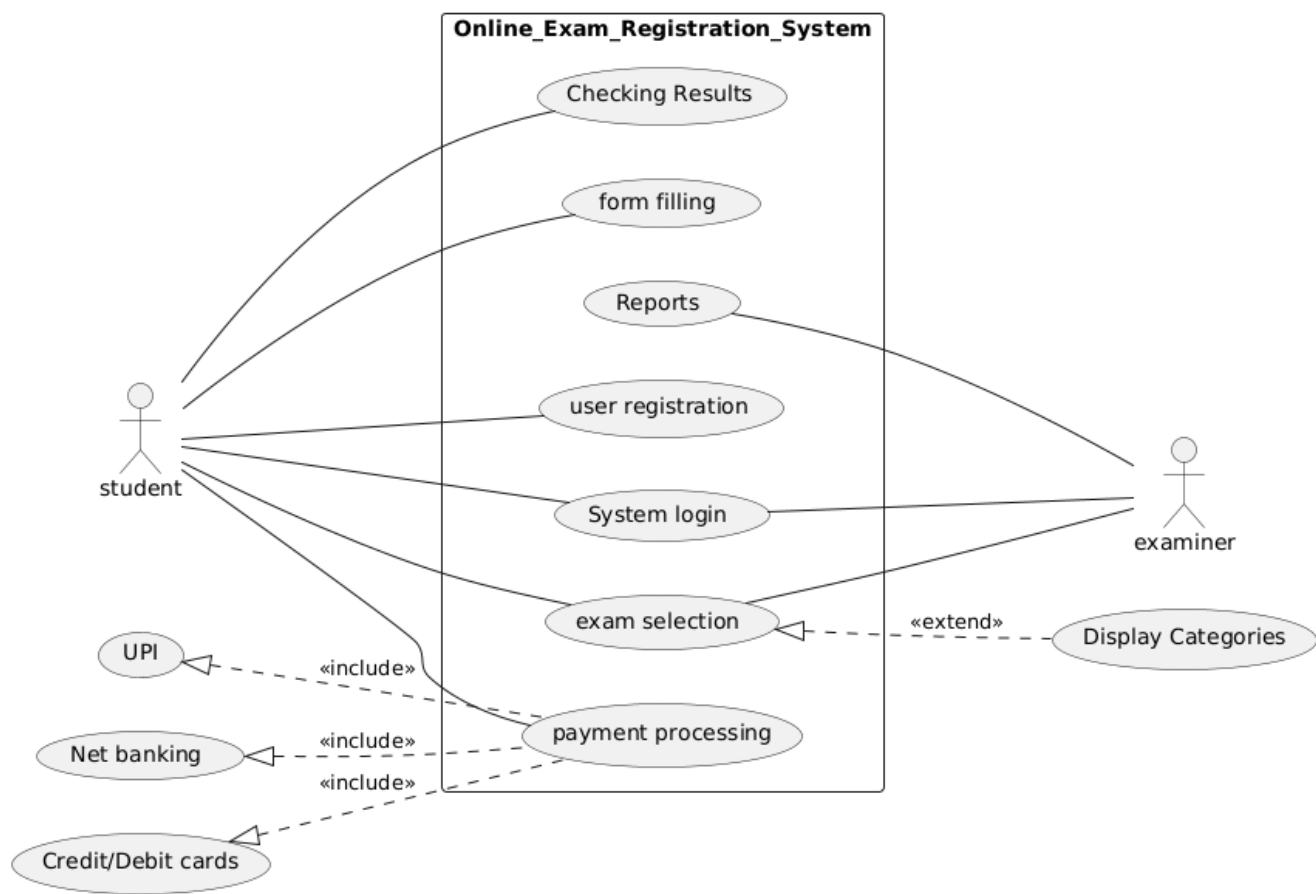 Online_Exam_Registration_System
Checking Results
form filling
Reports
user registration
student
System login
examiner
exam selection
«extend»
Display Categories
UPI
«include»
payment processing
Net banking
«include»
«include»
Credit/Debit cards